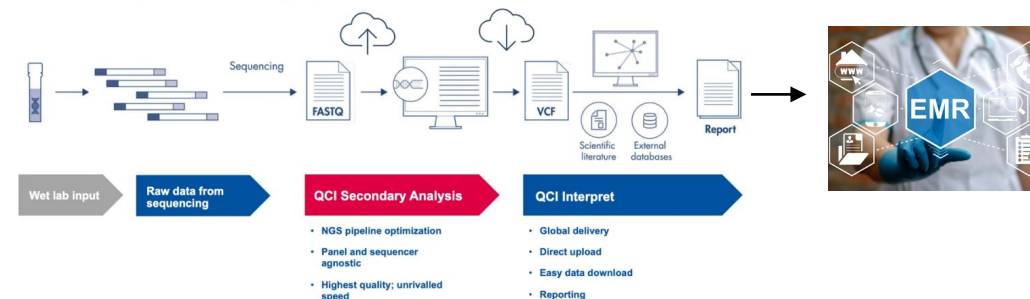 Sequencing
FASTQ
VCF
Scientific
literature
External
databases
Report
WWW
EMR
Wet lab input
Raw data from
sequencing
QCI Secondary Analysis
QCI Interpret
• NGS pipeline optimization
• Panel and sequencer
agnostic
• Highest quality; unrivalled
speed
• Global delivery
• Direct upload
• Easy data download
• Reporting